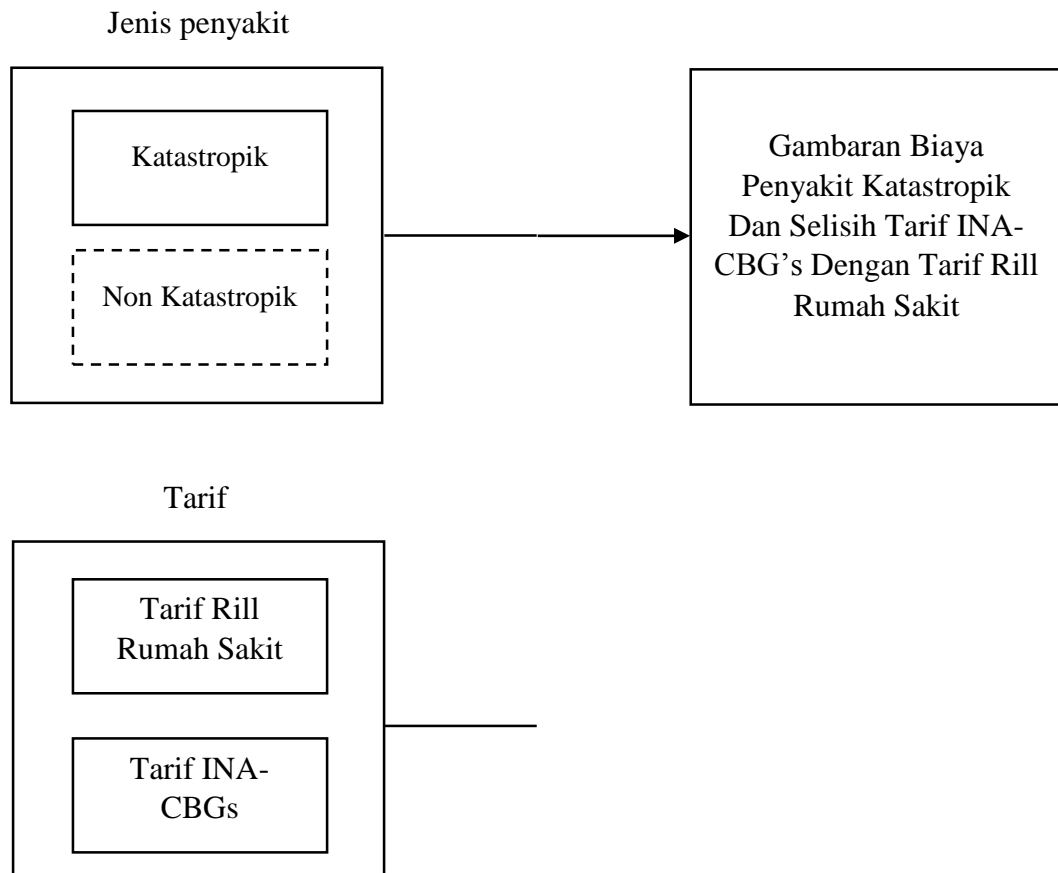 Jenis penyakit
Katastropik
Non Katastropik
Gambaran Biaya
Penyakit Katastropik
Dan Selisih Tarif INA-
CBG’s Dengan Tarif Rill
Rumah Sakit
Tarif
Tarif Rill
Rumah Sakit
Tarif INA-
CBGs